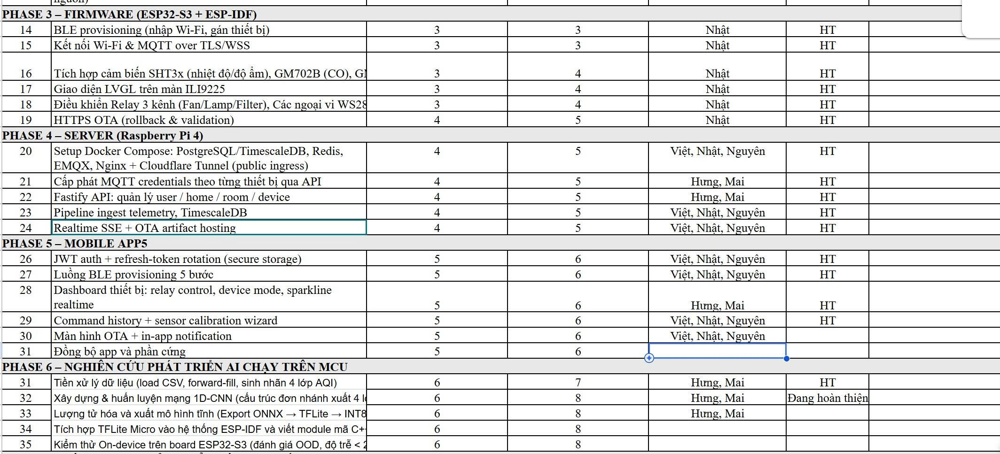 PHASE 3 – FIRMWARE (ESP32-S3 + ESP-IDF)
14 BLE provisioning (nhập Wi-Fi, gán thiết bị) 3 3 Nhật HT
15 Kết nối Wi-Fi & MQTT over TLS/WSS 3 3 Nhật HT
16 Tích hợp cảm biến SHT3x (nhiệt độ/độ ẩm), GM702B (CO), 3 4 Nhật HT
17 Giao diện LVGL trên màn ILI9225 3 4 Nhật HT
18 Điều khiển Relay 3 kênh (Fan/Lamp/Filter), Các ngoại vi WS28 3 4 Nhật HT
19 HTTPS OTA (rollback & validation) 4 5 Nhật HT
PHASE 4 – SERVER (Raspberry Pi 4)
20 Setup Docker Compose: PostgreSQL/TimescaleDB, Redis, 4 5 Việt, Nhật, Nguyên HT
EMQX, Nginx + Cloudflare Tunnel (public ingress)
21 Cấp phát MQTT credentials theo từng thiết bị qua API 4 5 Hưng, Mai HT
22 Fastify API: quản lý user / home / room / device 4 5 Hưng, Mai HT
23 Pipeline ingest telemetry, TimescaleDB 4 5 Việt, Nhật, Nguyên HT
24 Realtime SSE + OTA artifact hosting 4 5 Việt, Nhật, Nguyên HT
PHASE 5 – MOBILE APP5
26 JWT auth + refresh-token rotation (secure storage) 5 6 Việt, Nhật, Nguyên HT
27 Luồng BLE provisioning 5 bước 5 6 Việt, Nhật, Nguyên HT
28 Dashboard thiết bị: relay control, device mode, sparkline
realtime 5 6 Hưng, Mai HT
29 Command history + sensor calibration wizard 5 6 Việt, Nhật, Nguyên HT
30 Màn hình OTA + in-app notification 5 6 Việt, Nhật, Nguyên
31 Đồng bộ app và phần cứng 5 6
PHASE 6 – NGHIÊN CỨU PHÁT TRIỂN AI CHẠY TRÊN MCU
31 Tiền xử lý dữ liệu (load CSV, forward-fill, sinh nhãn 4 lớp AQI) 6 7 Hưng, Mai HT
32 Xây dựng & huấn luyện mạng 1D-CNN (cấu trúc đơn nhánh xuất 4 6 8 Hưng, Mai Đang hoàn thiện
33 Lượng tử hóa và xuất mô hình tĩnh (Export ONNX → TFLite → INT8 6 8 Hưng, Mai
34 Tích hợp TFLite Micro vào hệ thống ESP-IDF và viết module mã C+ 6 8
35 Kiểm thử On-device trên board ESP32-S3 (đánh giá OOD, độ trễ < 6 8